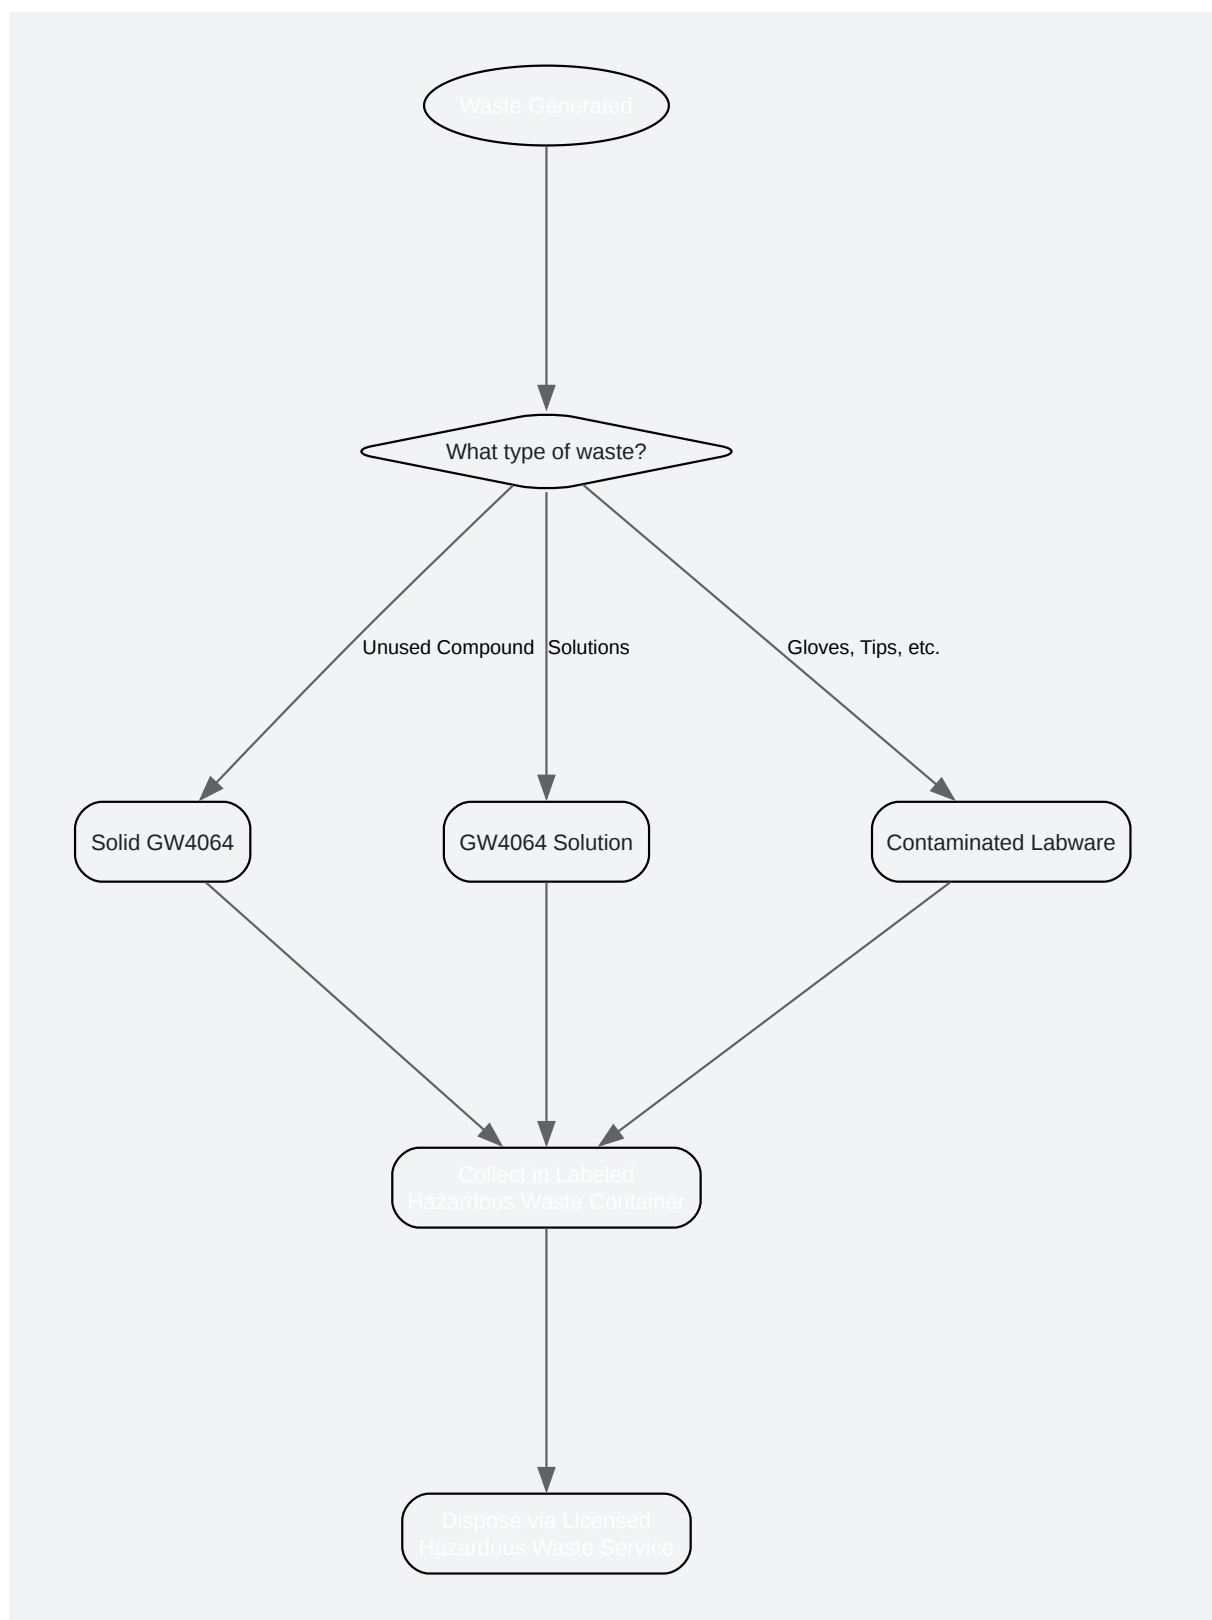 Waste Generated
What type of waste?
Unused Compound
Solutions
Gloves, Tips, etc.
Solid GW4064
GW4064 Solution
Contaminated Labware
Collect in Labeled
Hazardous Waste Container
Dispose via Licensed
Hazardous Waste Service